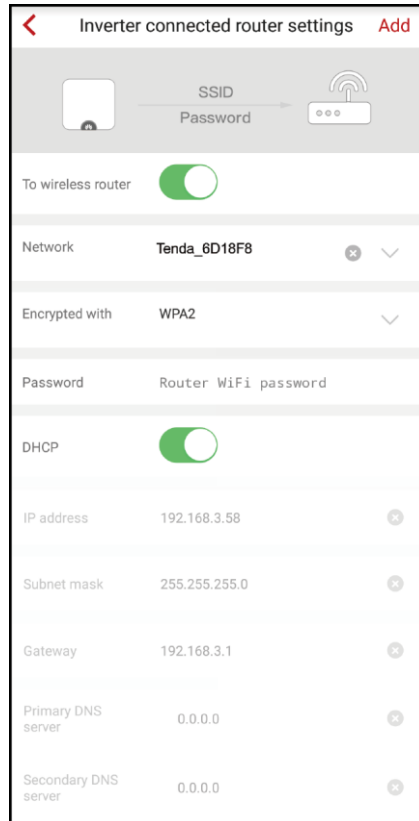 Inverter connected router settings Add
SSID
Password
To wireless router
Network Tenda_6D18F8
Encrypted with WPA2
Password Router WiFi password
DHCP
IP address 192.168.3.58
Subnet mask 255.255.255.0
Gateway 192.168.3.1
Primary DNS
server 0.0.0.0
Secondary DNS
server 0.0.0.0